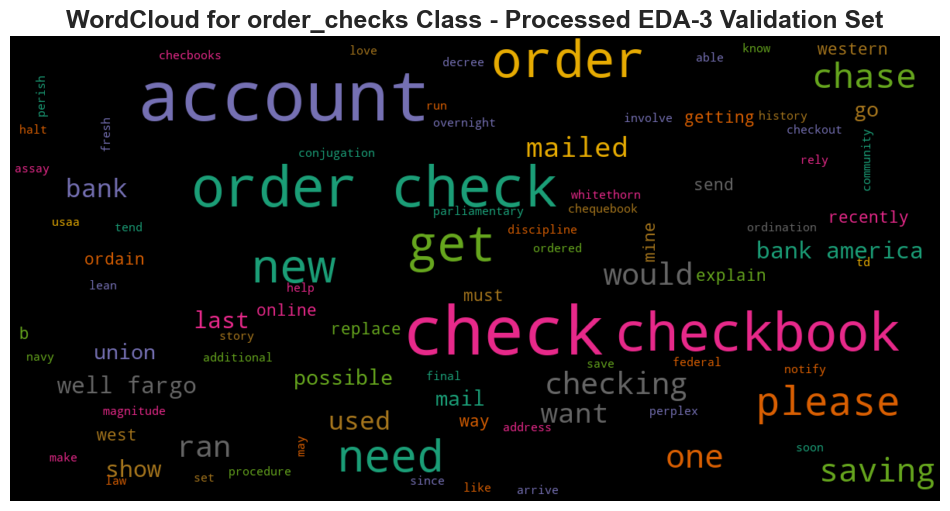 WordCloud for order_checks Class - Processed EDA-3 Validation Set
checbooks
love
decree
order
able
know
western
chase
perish
account
run
overnight
involve
getting
history
go
checkout
halt
fresh
conjugation
mailed
rely
community
assay
bank
order check
whitethorn
send
parliamentary
chequebook
recently
usaa
tend
get
discipline
ordered
mine
ordination
bank america
td
ordain
new
would
explain
lean
help
must
last
online
story
replace
check
checkbook
b
navy
union
additional
save
federal
well fargo
possible
final
checking
notify
magnitude
mail
want
perplex
please
west
ran
used
way
address
make
show
law
set
procedure
may
need
since
like
arrive
one
soon
saving